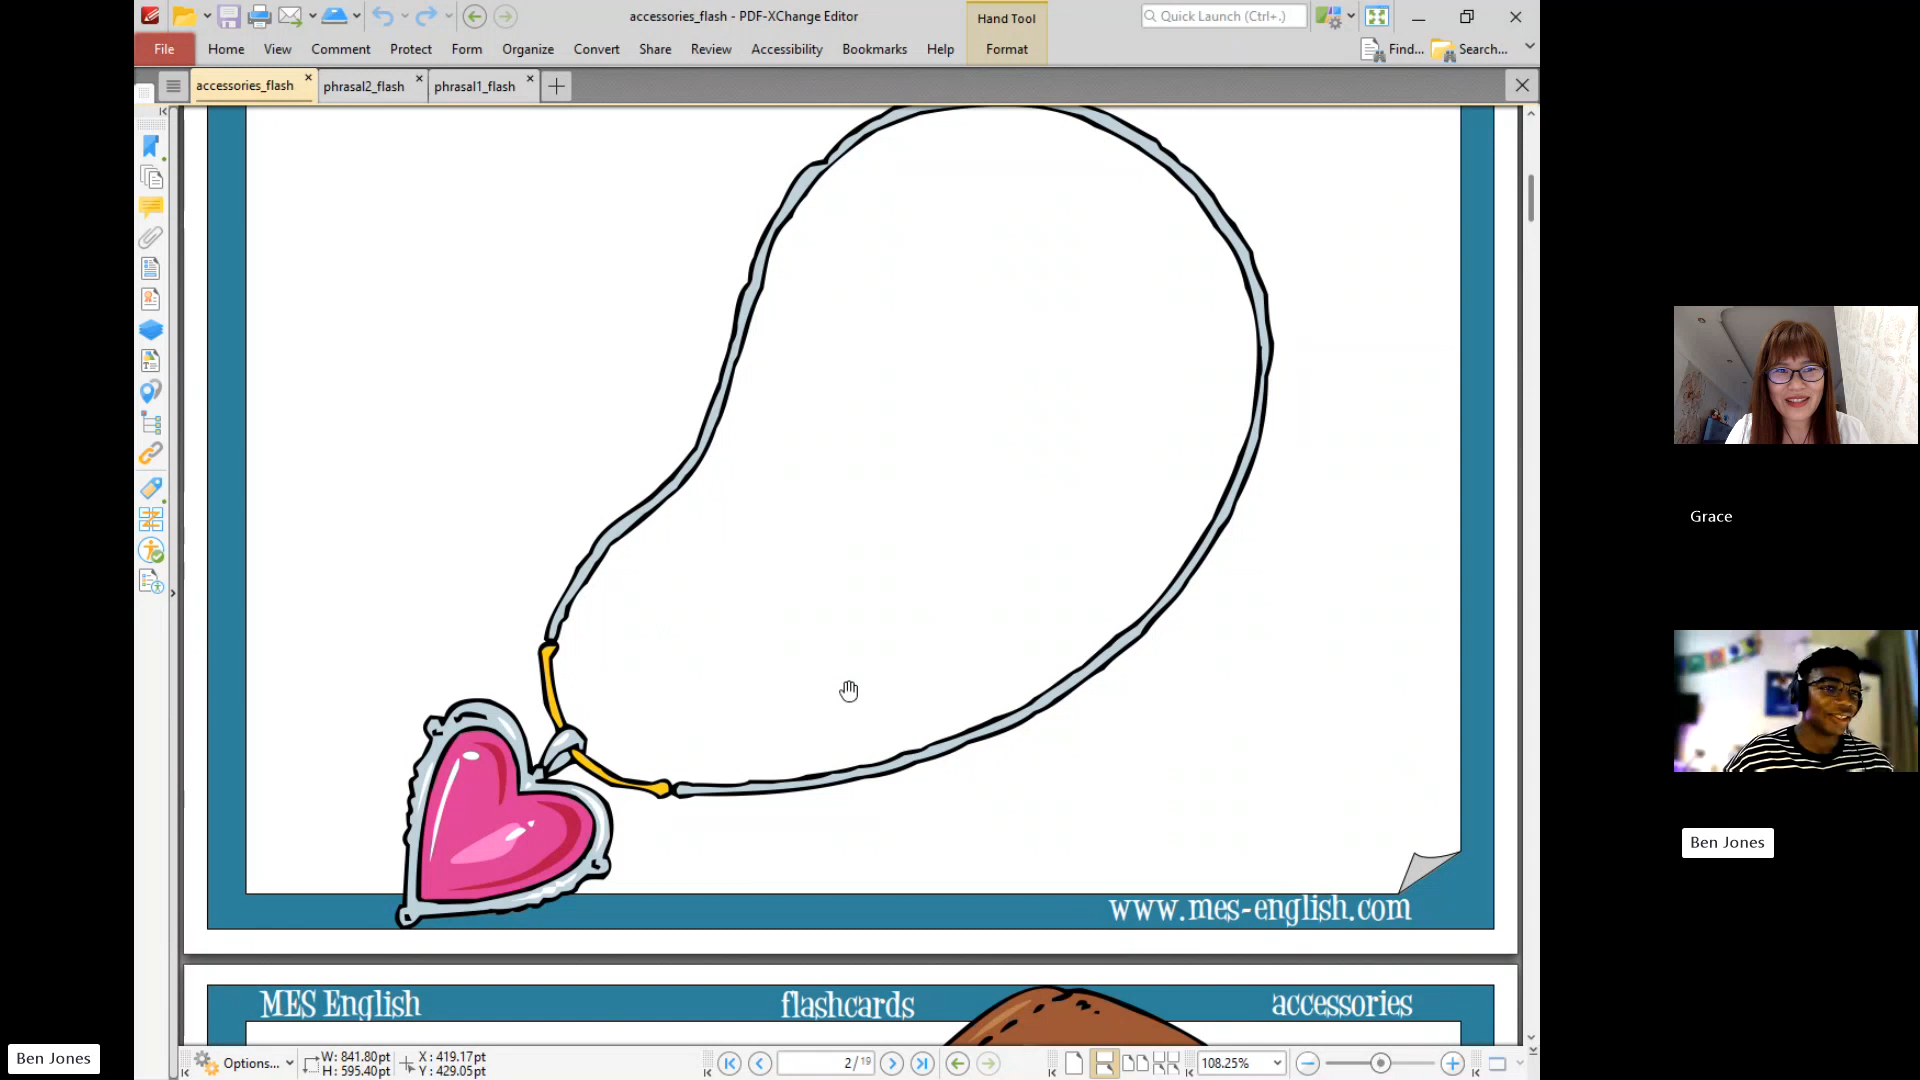 accessories_flash - PDF-XChange Editor
Hand Tool
Quick Launch (Ctrl+.)
File
Home
View
Comment
Protect
Form
Organize
Convert
Share
Review
Accessibility
Bookmarks
Help
Format
Find...
Search...
accessories_flash
phrasal2_flash
phrasal1_flash
Grace
Ben Jones
www.mes-english.com
MES English
flashcards
accessories
Ben Jones
Options...
W: 841.80pt
H: 595.40pt
X: 419.17pt
Y: 429.05pt
2/19
108.25%